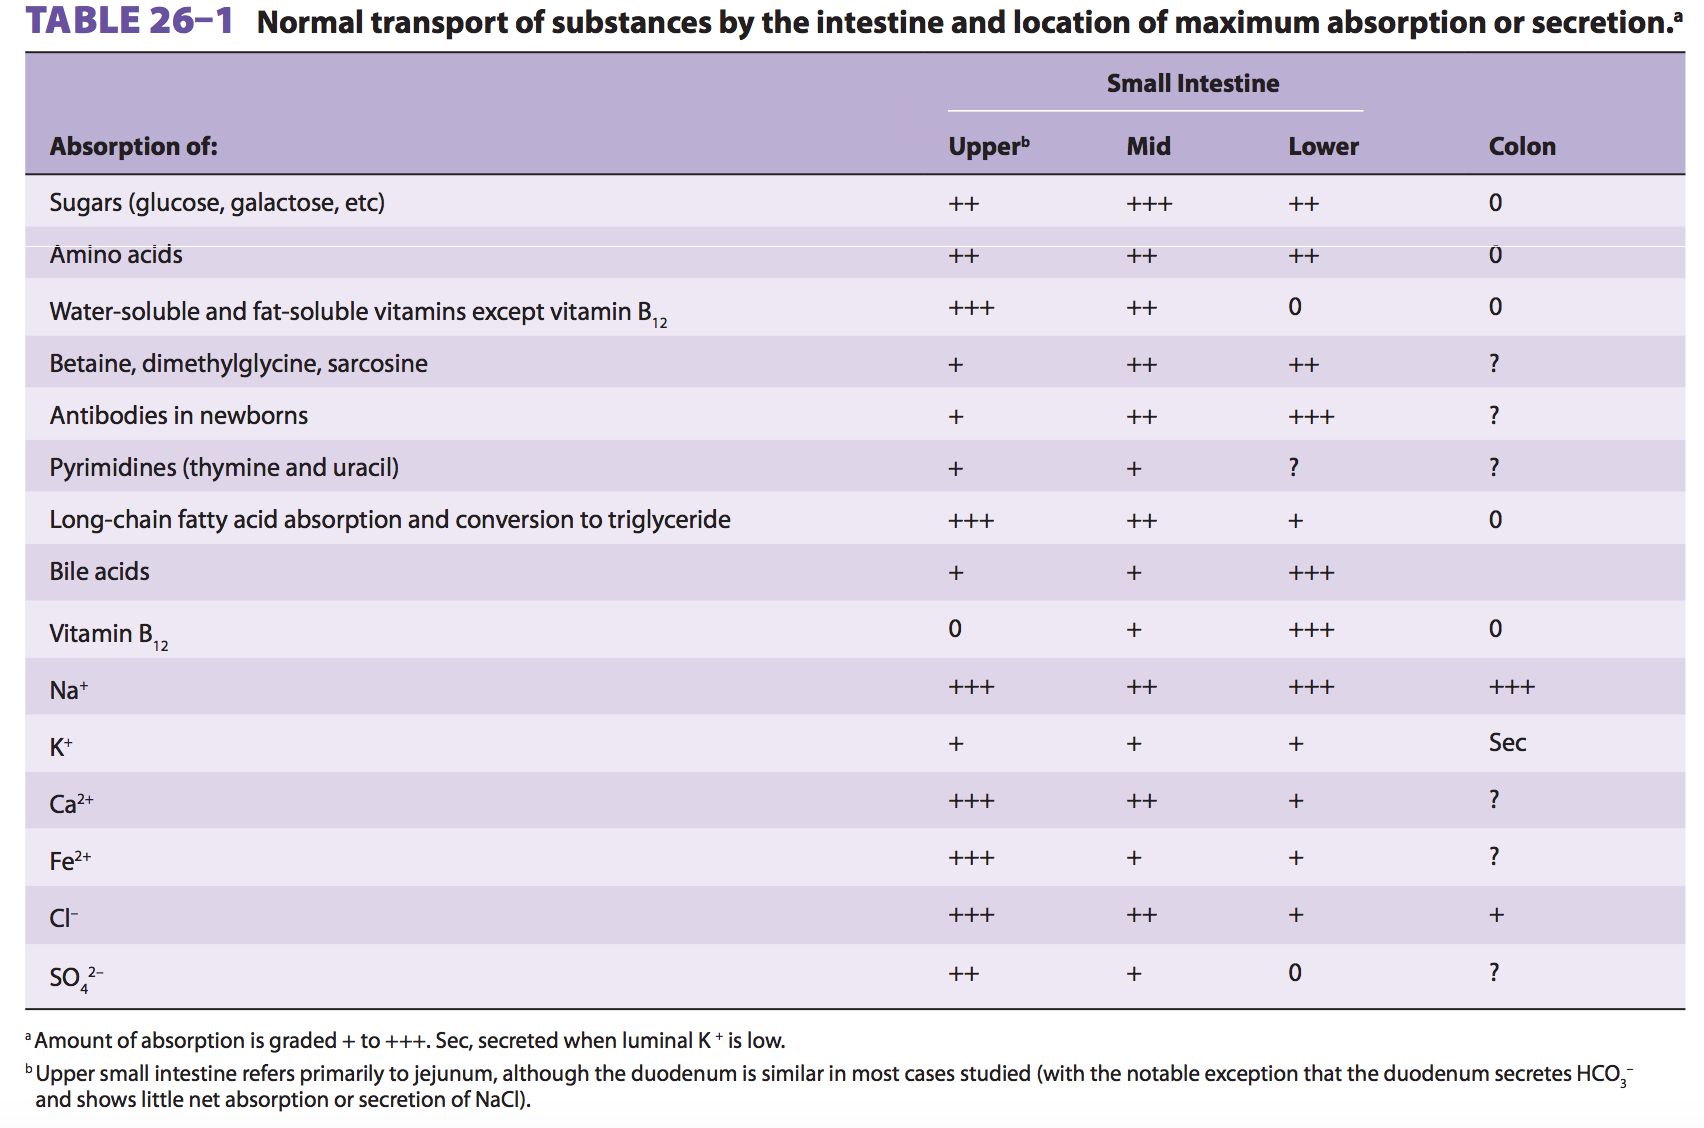 TABLE 26–1 Normal transport of substances by the intestine and location of maximum absorption or secretion.ᵃ
Small Intestine
Absorption of: Upperᵇ Mid Lower Colon
Sugars (glucose, galactose, etc) ++ +++ ++ 0
Amino acids ++ ++ ++ 0
Water-soluble and fat-soluble vitamins except vitamin B₁₂ +++ ++ 0 0
Betaine, dimethylglycine, sarcosine + ++ ++ ?
Antibodies in newborns + ++ +++ ?
Pyrimidines (thymine and uracil) + + ? ?
Long-chain fatty acid absorption and conversion to triglyceride +++ ++ + 0
Bile acids + + +++
Vitamin B₁₂ 0 + +++ 0
Na⁺ +++ ++ +++ +++
K⁺ + + + Sec
Ca²⁺ +++ ++ + ?
Fe²⁺ +++ + + ?
Cl⁻ +++ ++ + +
SO₄²⁻ ++ + 0 ?
ᵃ Amount of absorption is graded + to +++. Sec, secreted when luminal K ⁺ is low.
ᵇ Upper small intestine refers primarily to jejunum, although the duodenum is similar in most cases studied (with the notable exception that the duodenum secretes HCO₃⁻
and shows little net absorption or secretion of NaCl).